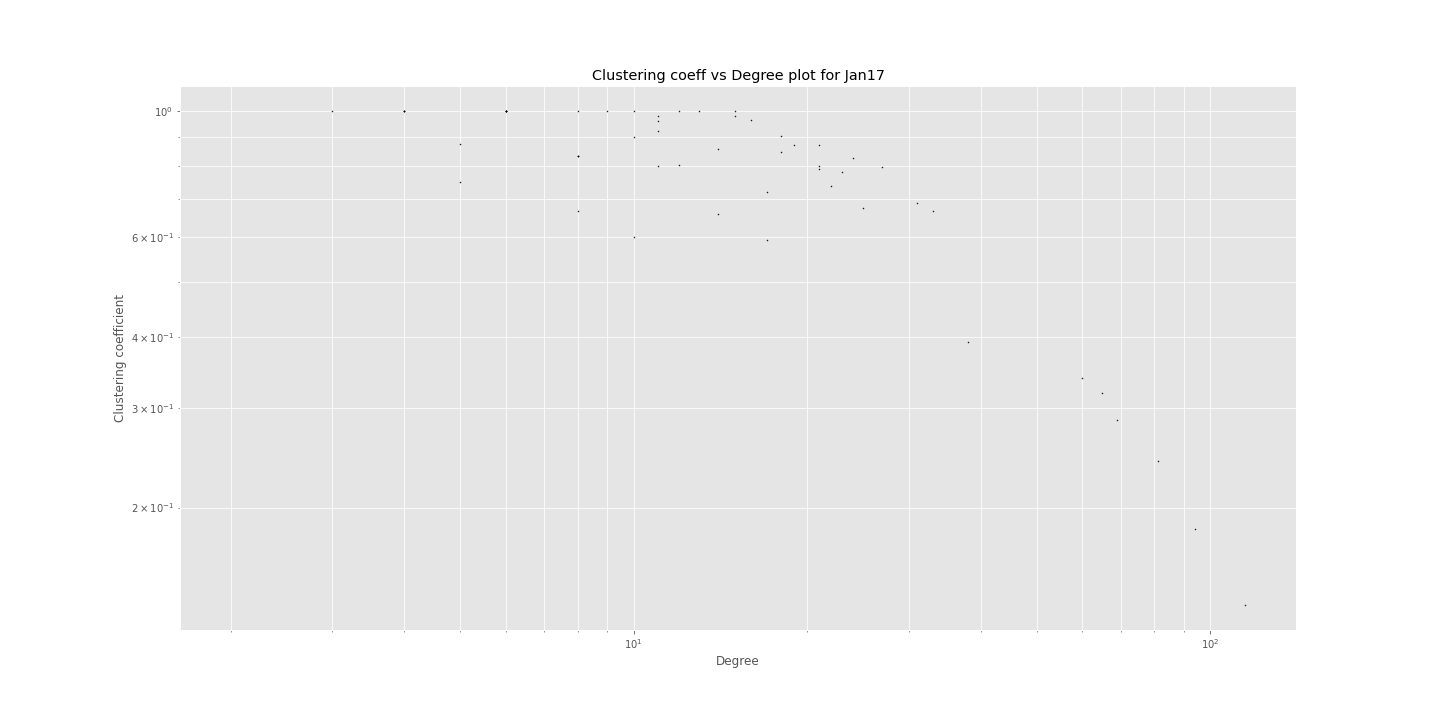 Clustering coeff vs Degree plot for Jan17
10⁰
6 × 10⁻¹
4 × 10⁻¹
3 × 10⁻¹
2 × 10⁻¹
Clustering coefficient
10¹
10²
Degree